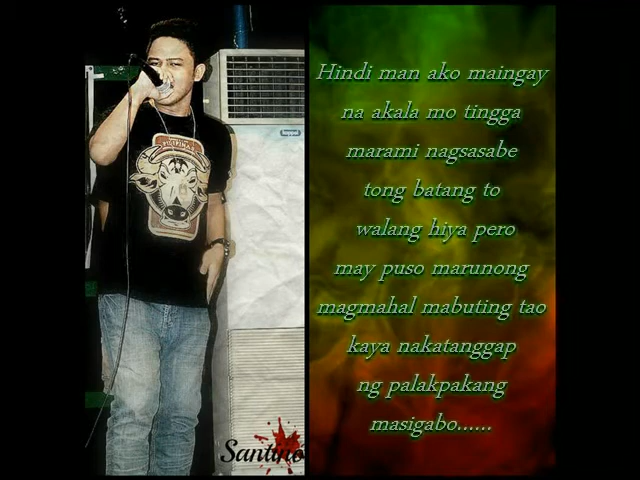 Hindi man ako maingay
na akala mo tingga
marami nagsasabe
tong batang to
walang hiya pero
may puso marunong
magmahal mabuting tao
kaya nakatanggap
ng palakpakang
masigabo......
Santino